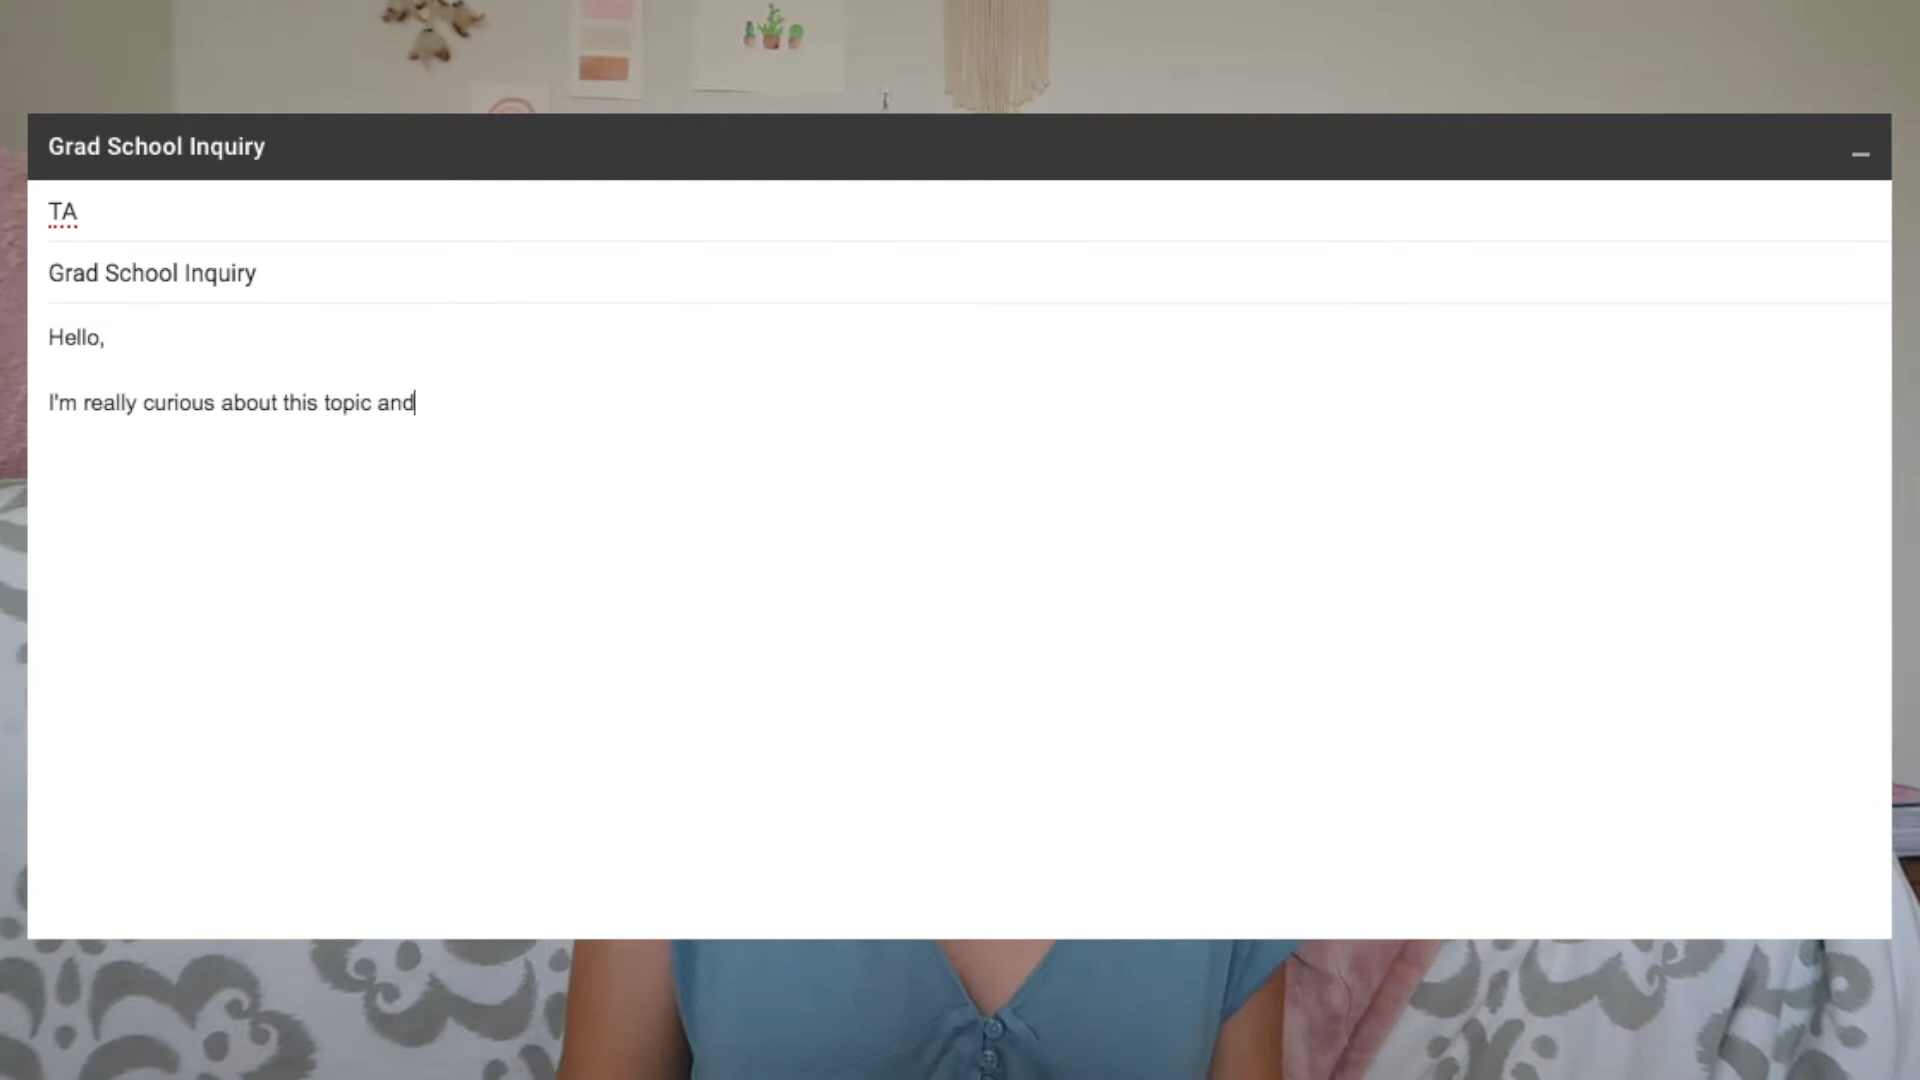 Grad School Inquiry
TA
Grad School Inquiry
Hello,
I'm really curious about this topic and